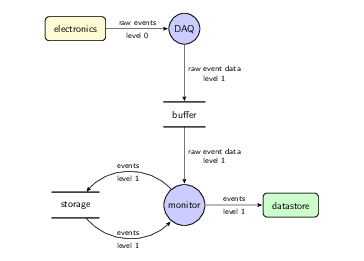 electronics
raw events
level 0
DAQ
raw event data
level 1
buffer
raw event data
level 1
events
level 1
storage
monitor
events
level 1
datastore
events
level 1